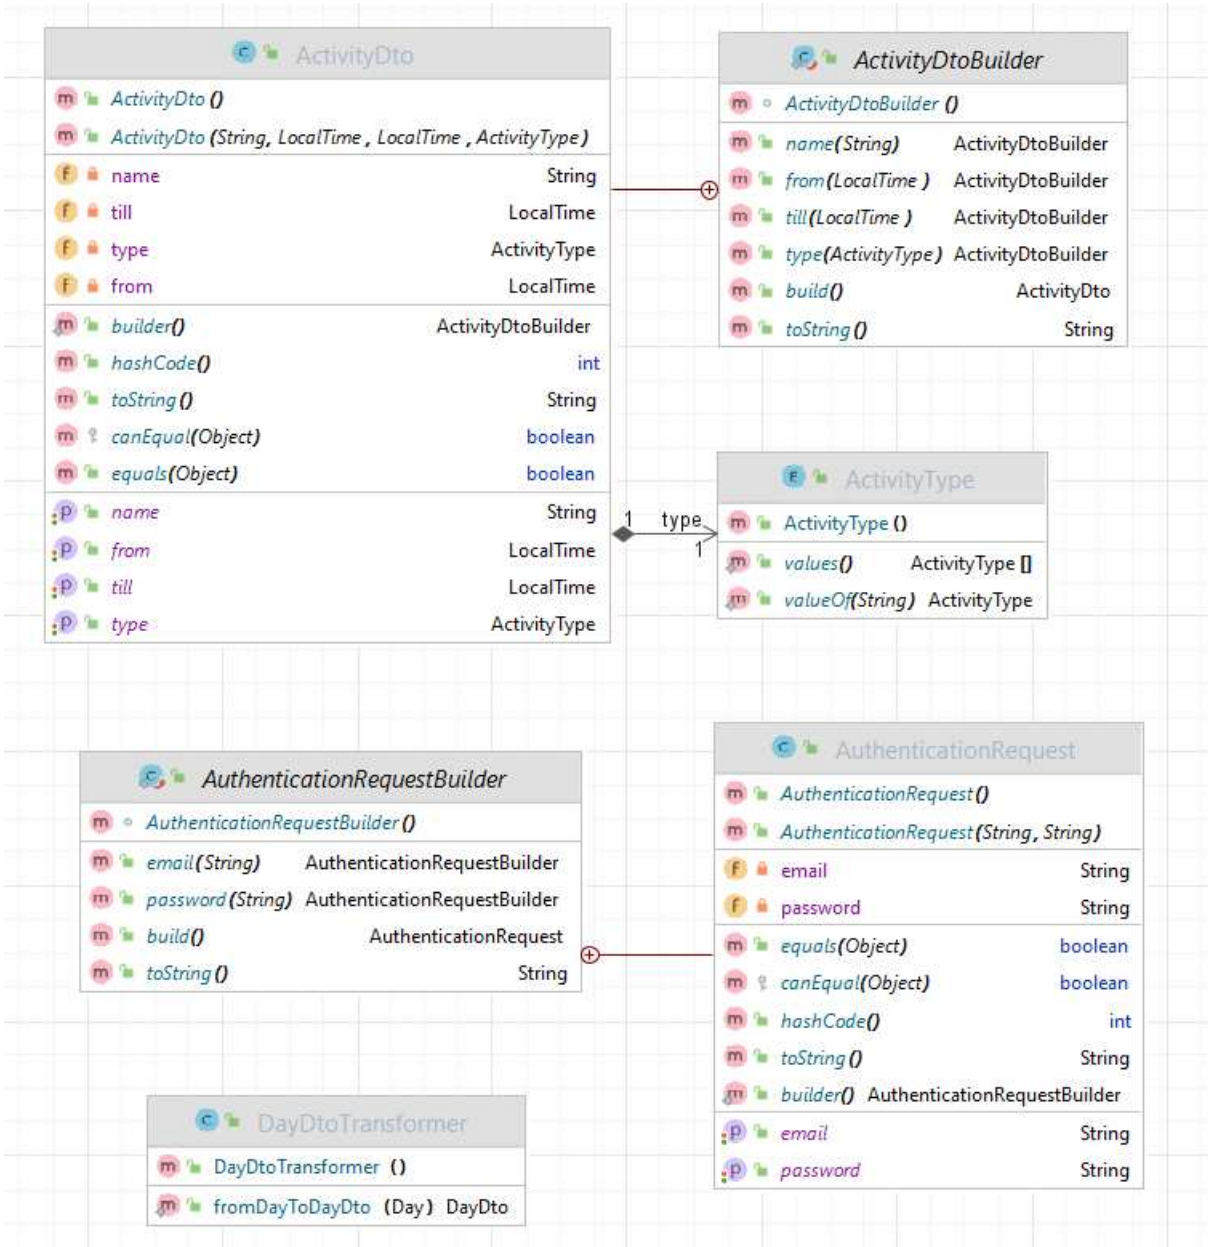 ActivityDto
ActivityDto ()
ActivityDto (String, LocalTime , LocalTime , ActivityType)
name String
till LocalTime
type ActivityType
from LocalTime
builder() ActivityDtoBuilder
hashCode() int
toString () String
canEqual(Object) boolean
equals(Object) boolean
name String
from LocalTime
till LocalTime
type ActivityType
ActivityDtoBuilder
ActivityDtoBuilder ()
name(String) ActivityDtoBuilder
from(LocalTime ) ActivityDtoBuilder
till(LocalTime ) ActivityDtoBuilder
type(ActivityType) ActivityDtoBuilder
build() ActivityDto
toString () String
1 type
1
ActivityType
ActivityType ()
values() ActivityType []
valueOf(String) ActivityType
AuthenticationRequestBuilder
AuthenticationRequestBuilder ()
email(String) AuthenticationRequestBuilder
password (String) AuthenticationRequestBuilder
build() AuthenticationRequest
toString () String
AuthenticationRequest
AuthenticationRequest ()
AuthenticationRequest (String, String)
email String
password String
equals(Object) boolean
canEqual(Object) boolean
hashCode() int
toString () String
builder() AuthenticationRequestBuilder
email String
password String
DayDtoTransformer
DayDtoTransformer ()
fromDayToDayDto (Day) DayDto